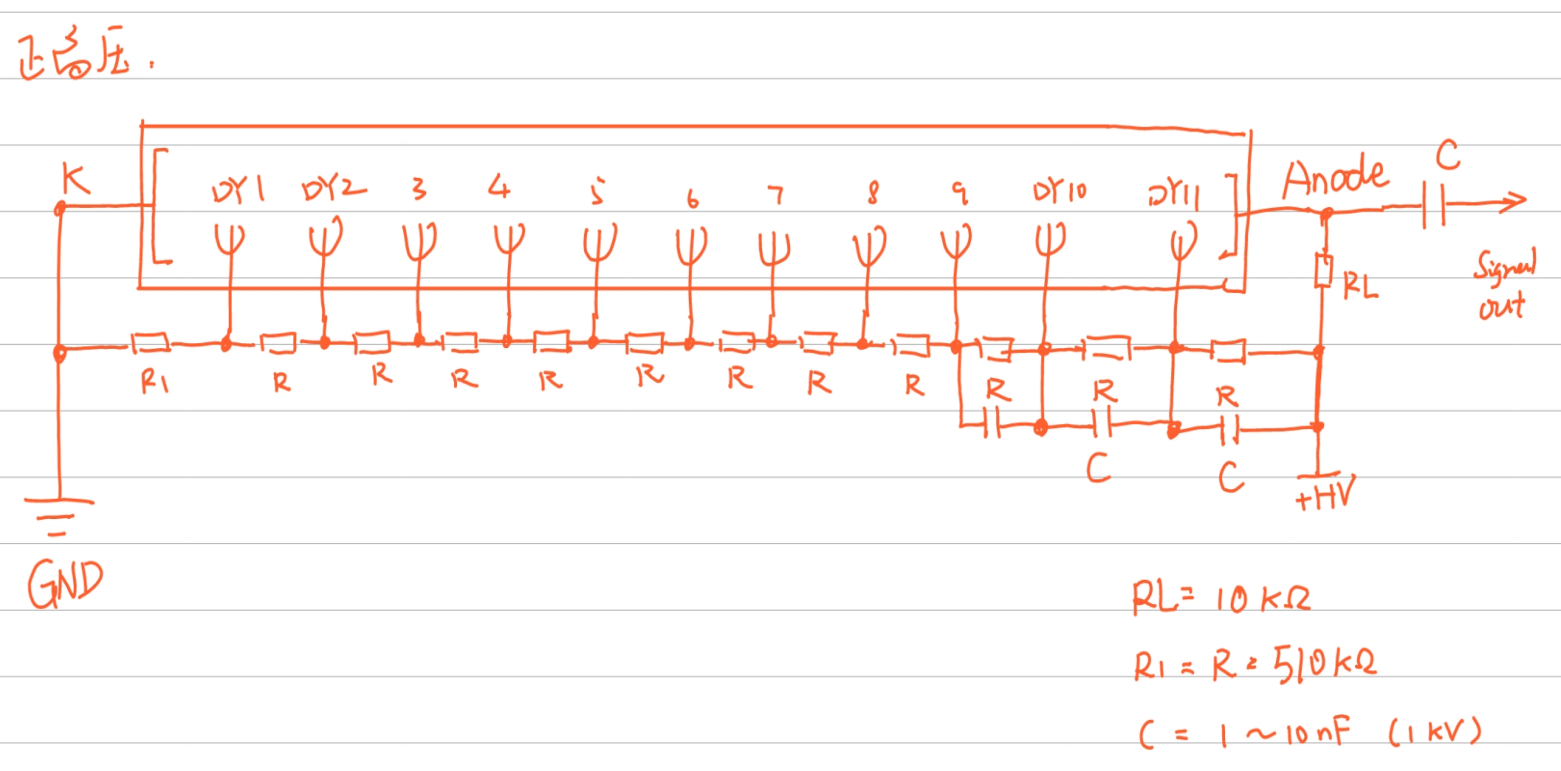 正高压.
K
DY1 DY2 3 4 5 6 7 8 9 DY10 DY11
Anode
C
Signal
out
RL
R1 R R R R R R R R R R R
C C
+HV
GND
RL = 10 KΩ
R1 = R = 510 KΩ
C = 1 ~ 10 nF (1 KV)